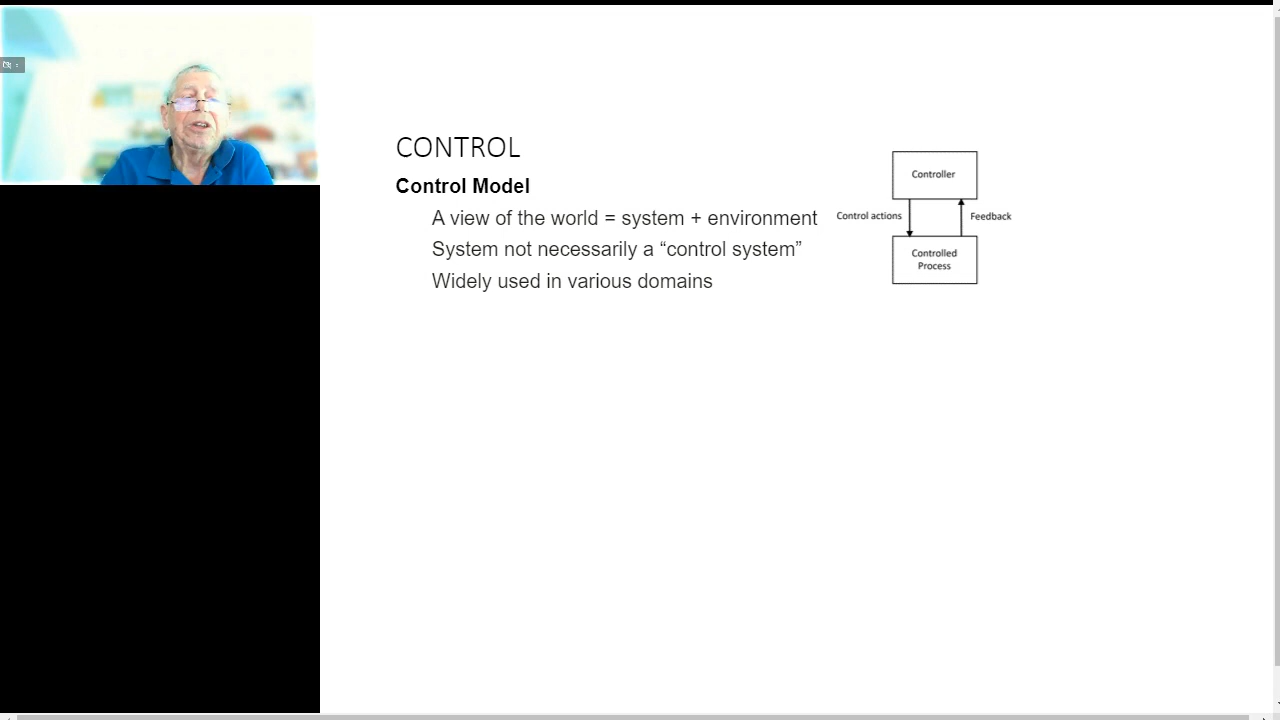 CONTROL
Control Model
A view of the world = system + environment
System not necessarily a “control system”
Widely used in various domains
Controller
Control actions
Feedback
Controlled
Process